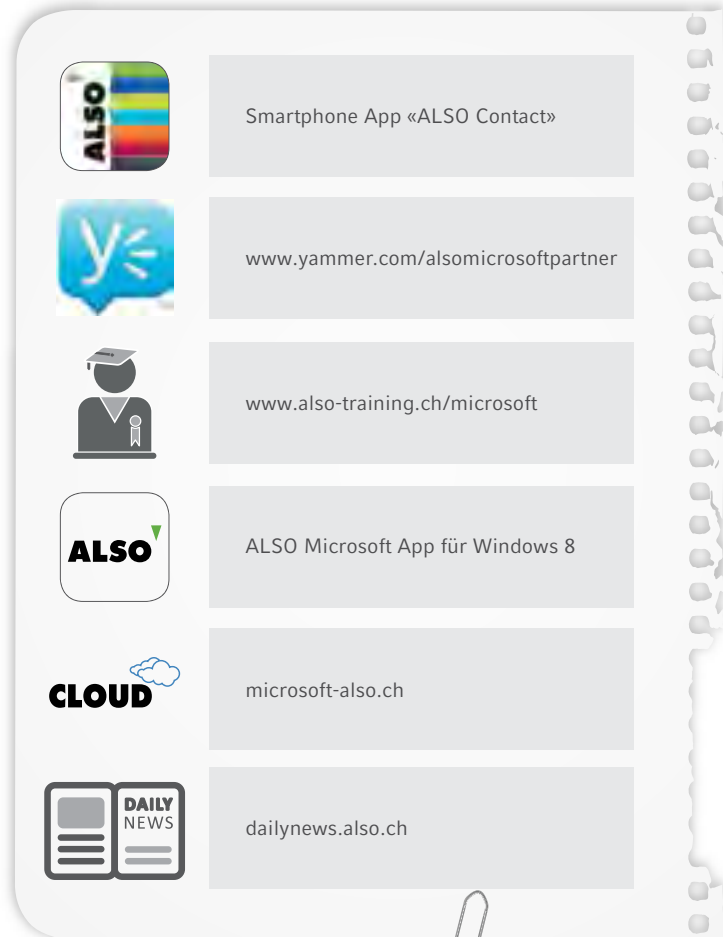 ALSO
Smartphone App «ALSO Contact»
y
www.yammer.com/alsomicrosoftpartner
www.also-training.ch/microsoft
ALSO
ALSO Microsoft App für Windows 8
CLOUD
microsoft-also.ch
DAILY
NEWS
dailynews.also.ch